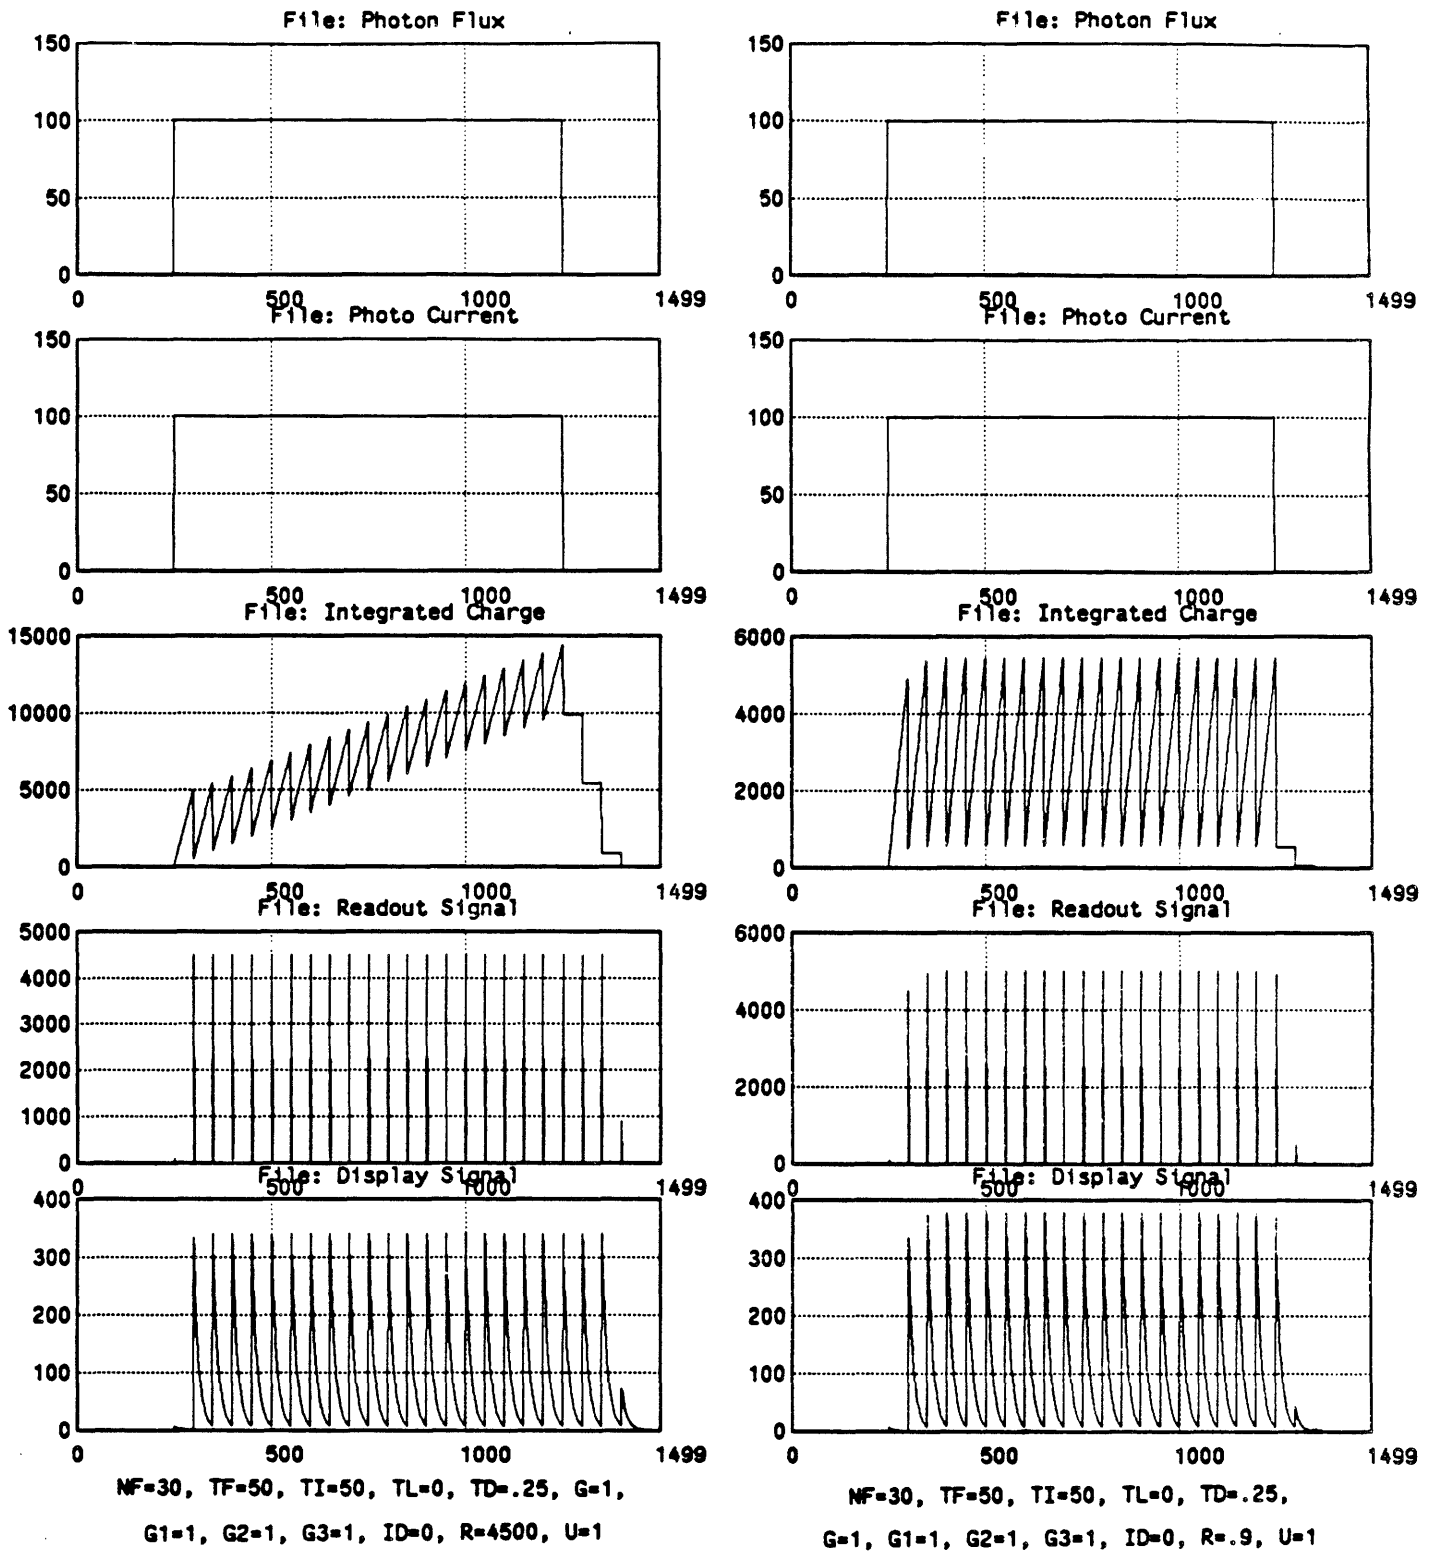 File: Photon Flux
150
100
50
0
0 500 1000 1499
File: Photo Current
150
100
50
0
0 500 1000 1499
File: Integrated Charge
15000
10000
5000
0
0 500 1000 1499
File: Readout Signal
5000
4000
3000
2000
1000
0
0 500 1000 1499
File: Display Signal
400
300
200
100
0
0 500 1000 1499
NF=30, TF=50, TI=50, TL=0, TD=.25, G=1,
G1=1, G2=1, G3=1, ID=0, R=4500, U=1
File: Photon Flux
150
100
50
0
0 500 1000 1499
File: Photo Current
150
100
50
0
0 500 1000 1499
File: Integrated Charge
6000
4000
2000
0
0 500 1000 1499
File: Readout Signal
6000
4000
2000
0
0 500 1000 1499
File: Display Signal
400
300
200
100
0
0 500 1000 1499
NF=30, TF=50, TI=50, TL=0, TD=.25,
G=1, G1=1, G2=1, G3=1, ID=0, R=.9, U=1